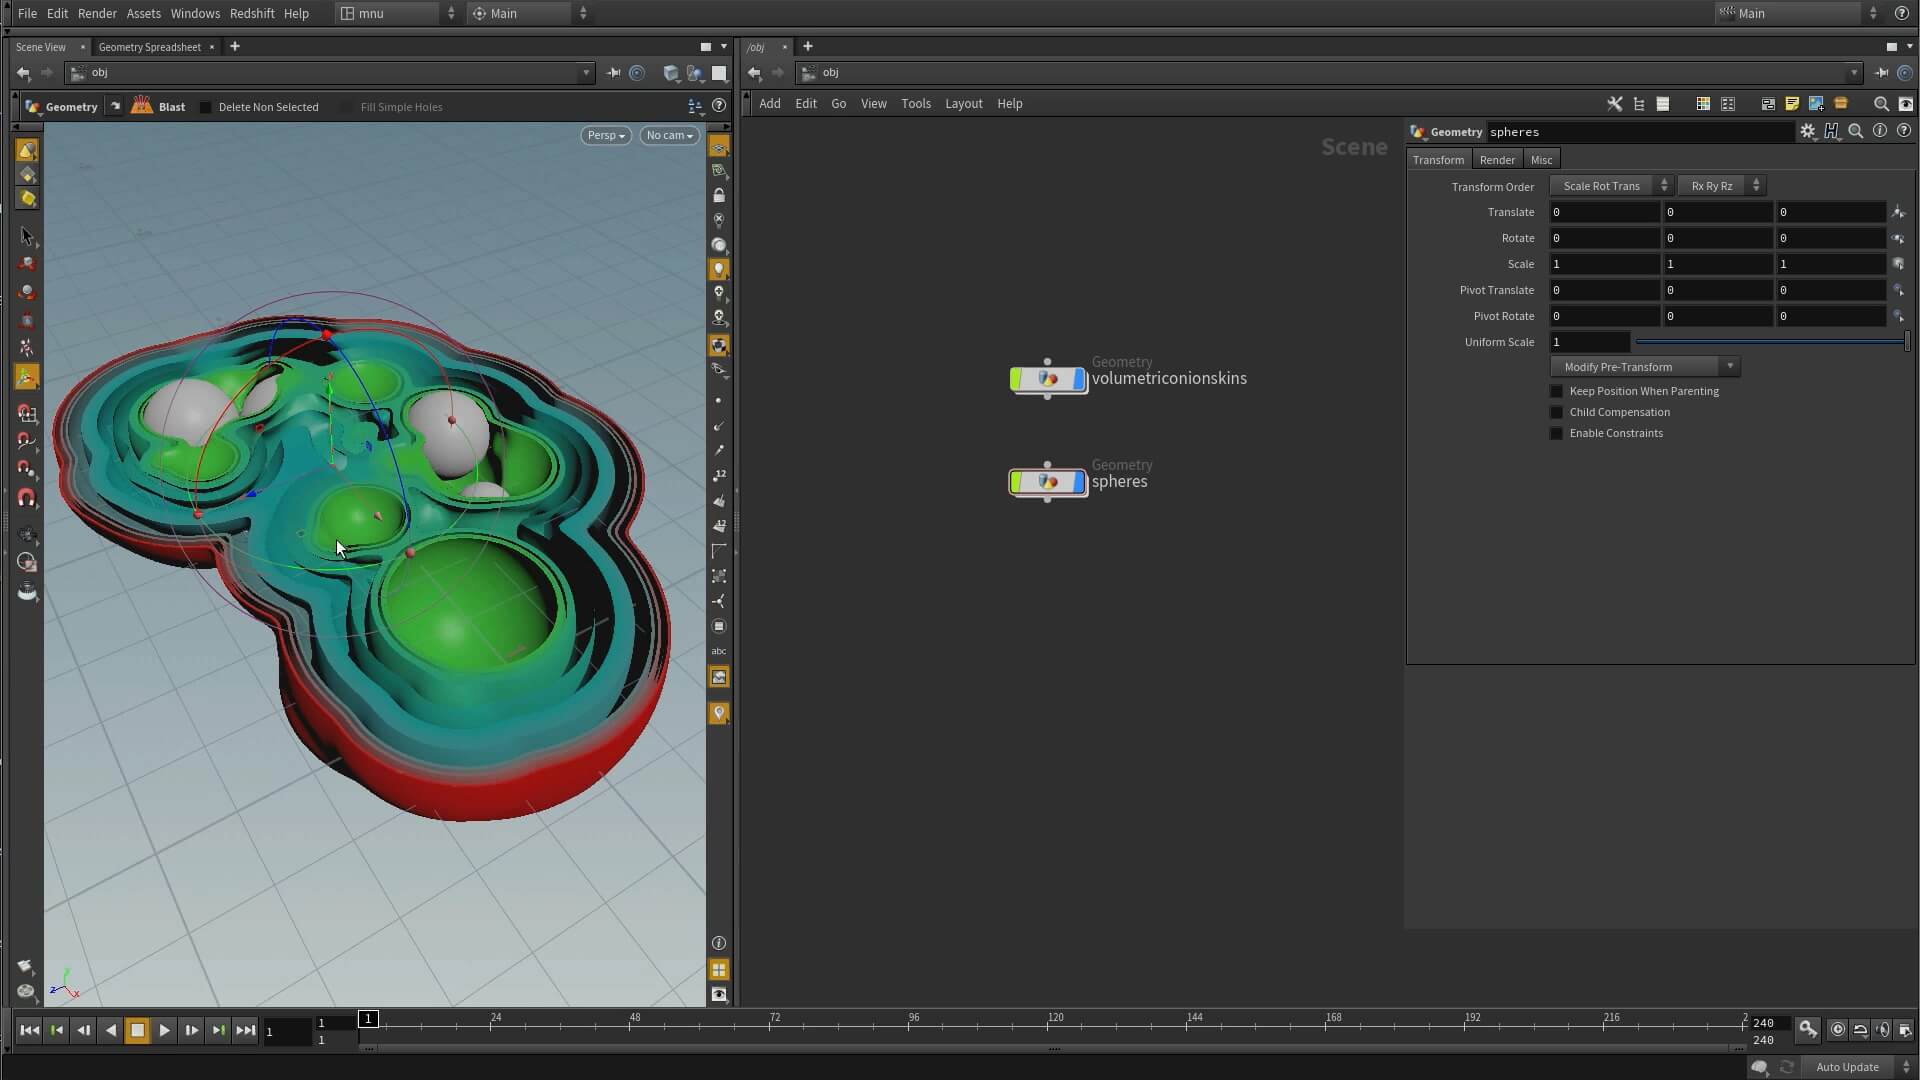 File Edit Render Assets Windows Redshift Help mnu Main Main
Scene View Geometry Spreadsheet /obj
obj obj
Geometry Blast Delete Non Selected Fill Simple Holes
Add Edit Go View Tools Layout Help
Persp No cam
Scene
Geometry spheres
Transform Render Misc
Transform Order Scale Rot Trans Rx Ry Rz
Translate 0 0 0
Rotate 0 0 0
Scale 1 1 1
Pivot Translate 0 0 0
Pivot Rotate 0 0 0
Uniform Scale 1
Modify Pre-Transform
Keep Position When Parenting
Child Compensation
Enable Constraints
Geometry
volumetriconionskins
Geometry
spheres
12
12
abc
y
z x
1 1 1 24 48 72 96 120 144 168 192 216 2 240
1 240
Auto Update